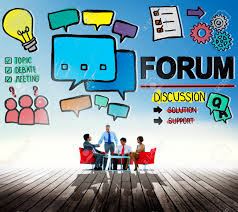 FORUM
TOPIC
DEBATE
MEETING
DISCUSSION
SOLUTION
SUPPORT
Q